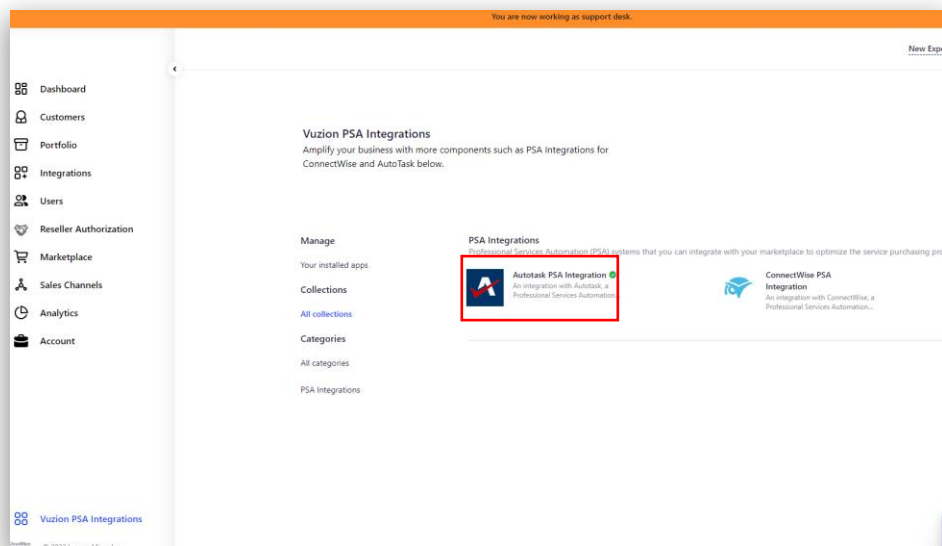 You are now working as support desk.
New Exp
Dashboard
Customers
Portfolio
Integrations
Users
Reseller Authorization
Marketplace
Sales Channels
Analytics
Account
Vuzion PSA Integrations
Vuzion PSA Integrations
Amplify your business with more components such as PSA Integrations for
ConnectWise and AutoTask below.
Manage
Your installed apps
Collections
All collections
Categories
All categories
PSA Integrations
PSA Integrations
Professional Services Automation (PSA) systems that you can integrate with your marketplace to optimize the service purchasing pr
Autotask PSA Integration
An integration with Autotask, a
Professional Services Automation...
ConnectWise PSA
Integration
An integration with ConnectWise, a
Professional Services Automation...